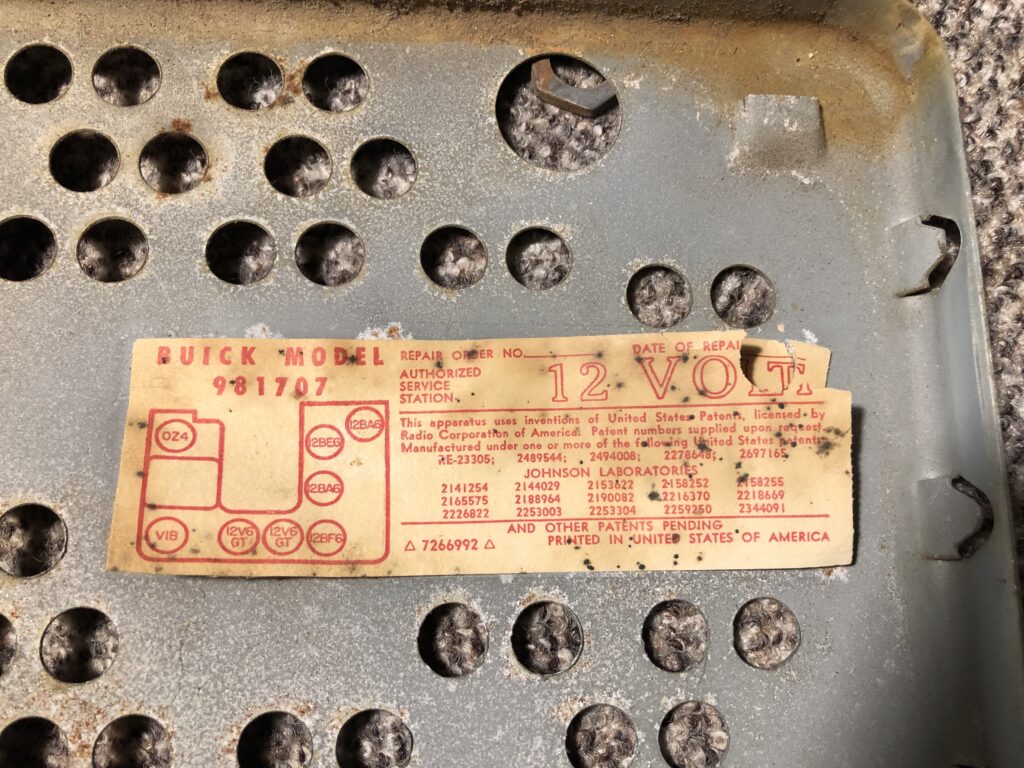 BUICK MODEL
981707
OZ4
12BE6
12BA6
12BA6
VIB
12V6
GT
12V6
GT
12BF6
REPAIR ORDER NO.
DATE OF REPAI
AUTHORIZED
SERVICE
STATION
12 VOLT
This apparatus uses inventions of United States Patents, licensed by
Radio Corporation of America. Patent numbers supplied upon request
Manufactured under one or more of the following United States Patents
RE-23305; 2489544; 2494008; 2278648; 2697165
JOHNSON LABORATORIES
2141254 2144029 2153622 2158252 2158255
2165575 2188964 2190082 2216370 2218669
2226822 2253003 2253304 2259250 2344091
AND OTHER PATENTS PENDING
△ 7266992 △ PRINTED IN UNITED STATES OF AMERICA